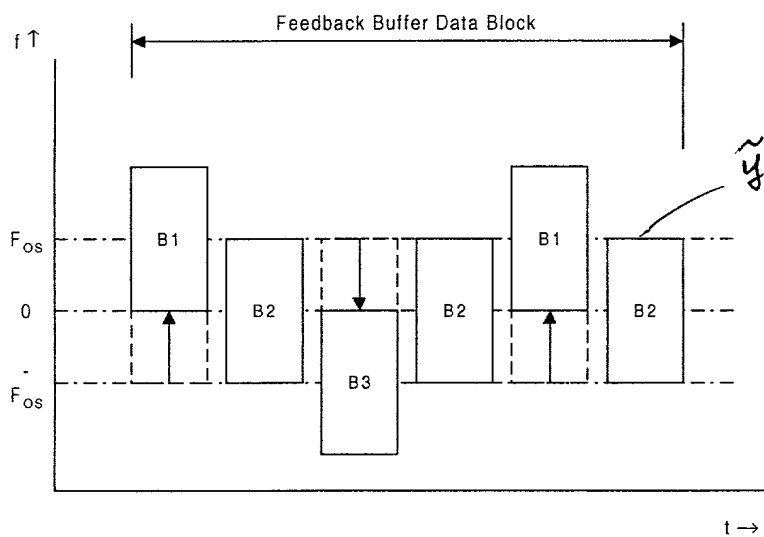 Feedback Buffer Data Block
f ↑
ỹ
B1
B1
F_OS
B2
B2
B2
0
B3
-
F_OS
t →